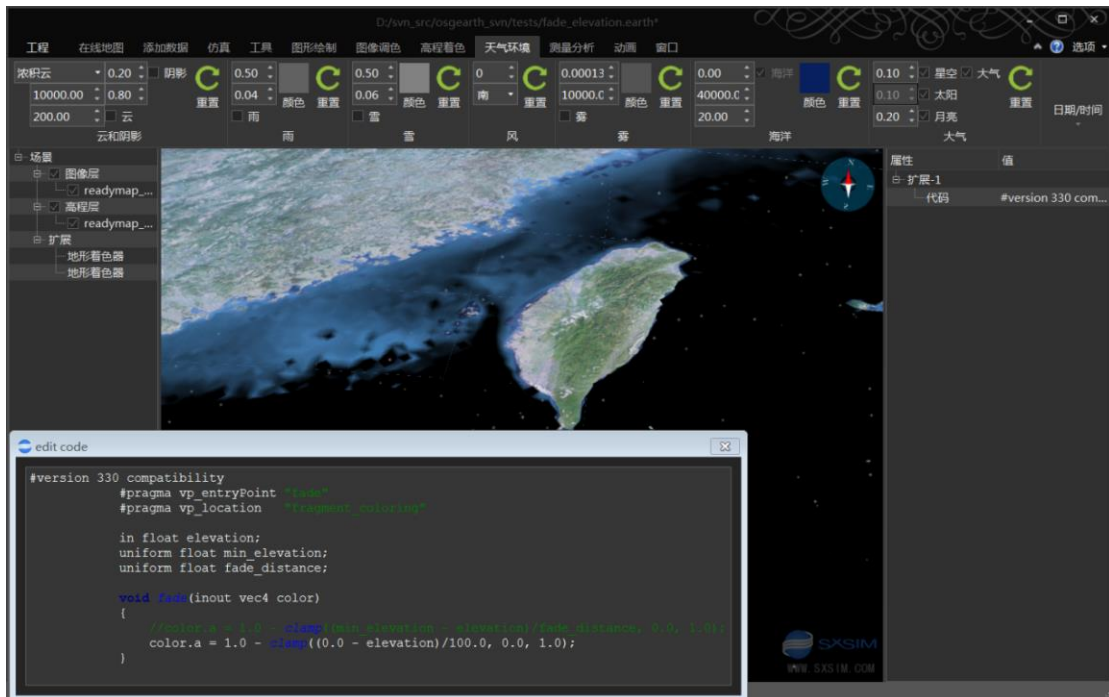 D:/svn_src/osgearth_svn/tests/fade_elevation.earth*
工程 在线地图 添加数据 仿真 工具 图形绘制 图像调色 高程着色 天气环境 测量分析 动画 窗口 选项
浓积云 0.20 阴影 0.50 0.50 0 0.00013 0.00 海洋 0.10 星空 大气
10000.00 0.80 重置 0.04 颜色 重置 0.06 颜色 重置 南 重置 10000.0 颜色 重置 40000.0 颜色 重置 0.10 太阳 重置 日期/时间
200.00 云 雨 雪 雾 20.00 0.20 月亮
云和阴影 雨 雪 风 雾 海洋 大气
场景
图像层
readymap_...
高程层
readymap_...
扩展
地形着色器
地形着色器
属性 值
扩展-1
代码 #version 330 com...
N
edit code
#version 330 compatibility
#pragma vp_entryPoint "fade"
#pragma vp_location "fragment_coloring"
in float elevation;
uniform float min_elevation;
uniform float fade_distance;
void fade(inout vec4 color)
{
//color.a = 1.0 - clamp((min_elevation - elevation)/fade_distance, 0.0, 1.0);
color.a = 1.0 - clamp((0.0 - elevation)/100.0, 0.0, 1.0);
}
SXSIM
WWW.SXSIM.COM